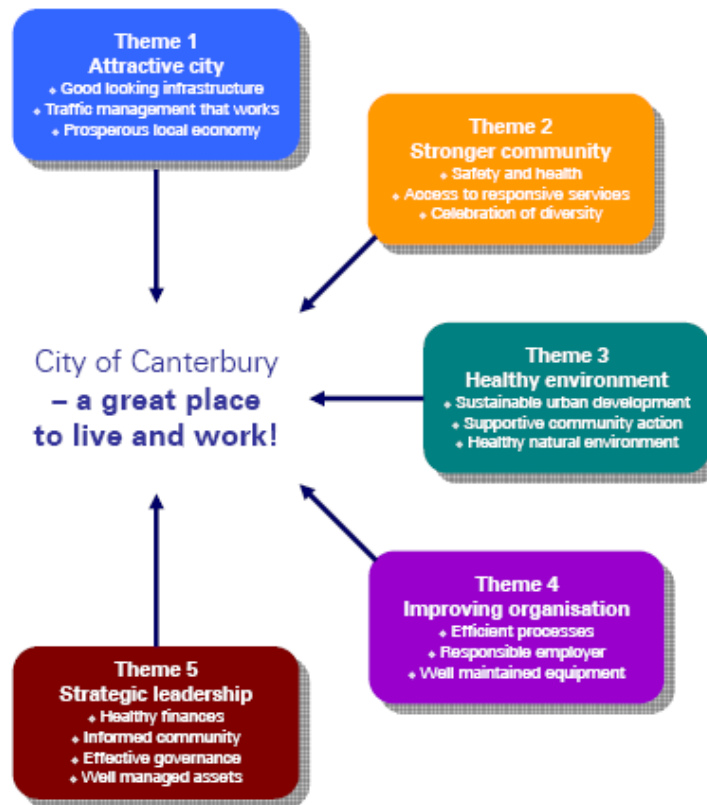 Theme 1
Attractive city
⬥ Good looking infrastructure
⬥ Traffic management that works
⬥ Prosperous local economy
Theme 2
Stronger community
⬥ Safety and health
⬥ Access to responsive services
⬥ Celebration of diversity
City of Canterbury
– a great place
to live and work!
Theme 3
Healthy environment
⬥ Sustainable urban development
⬥ Supportive community action
⬥ Healthy natural environment
Theme 4
Improving organisation
⬥ Efficient processes
⬥ Responsible employer
⬥ Well maintained equipment
Theme 5
Strategic leadership
⬥ Healthy finances
⬥ Informed community
⬥ Effective governance
⬥ Well managed assets